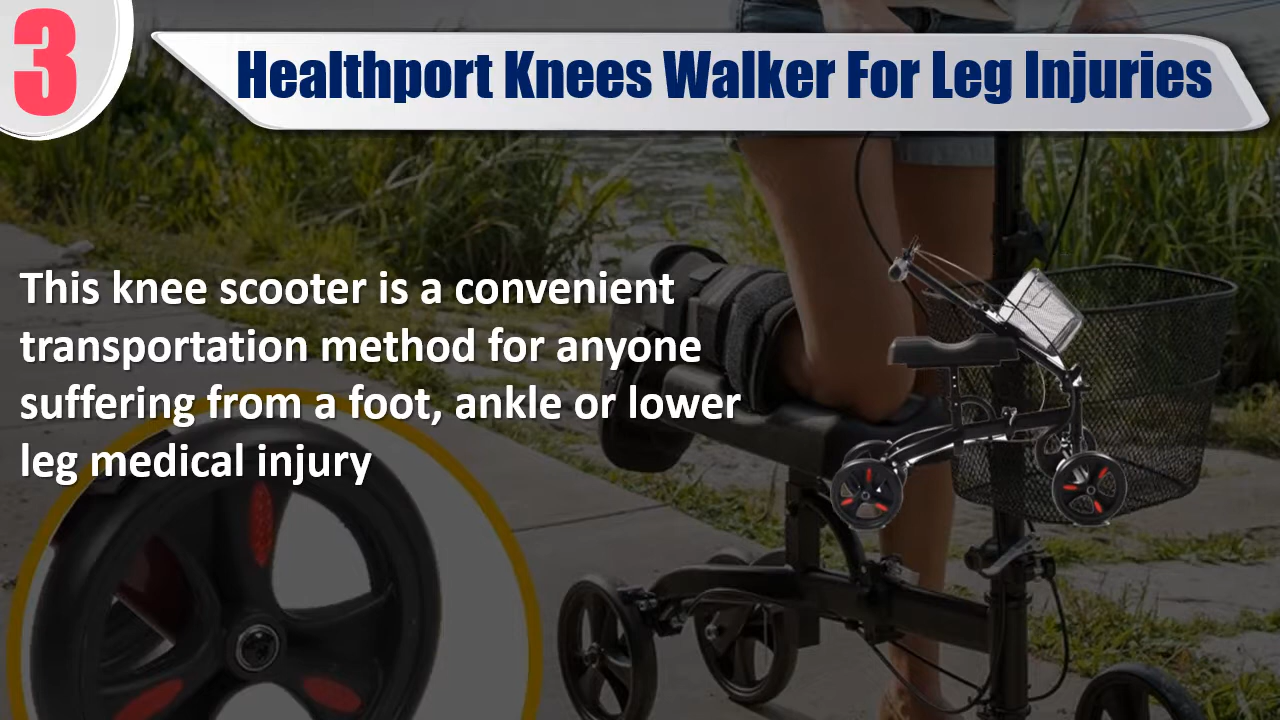 3
Healthport Knees Walker For Leg Injuries
This knee scooter is a convenient
transportation method for anyone
suffering from a foot, ankle or lower
leg medical injury